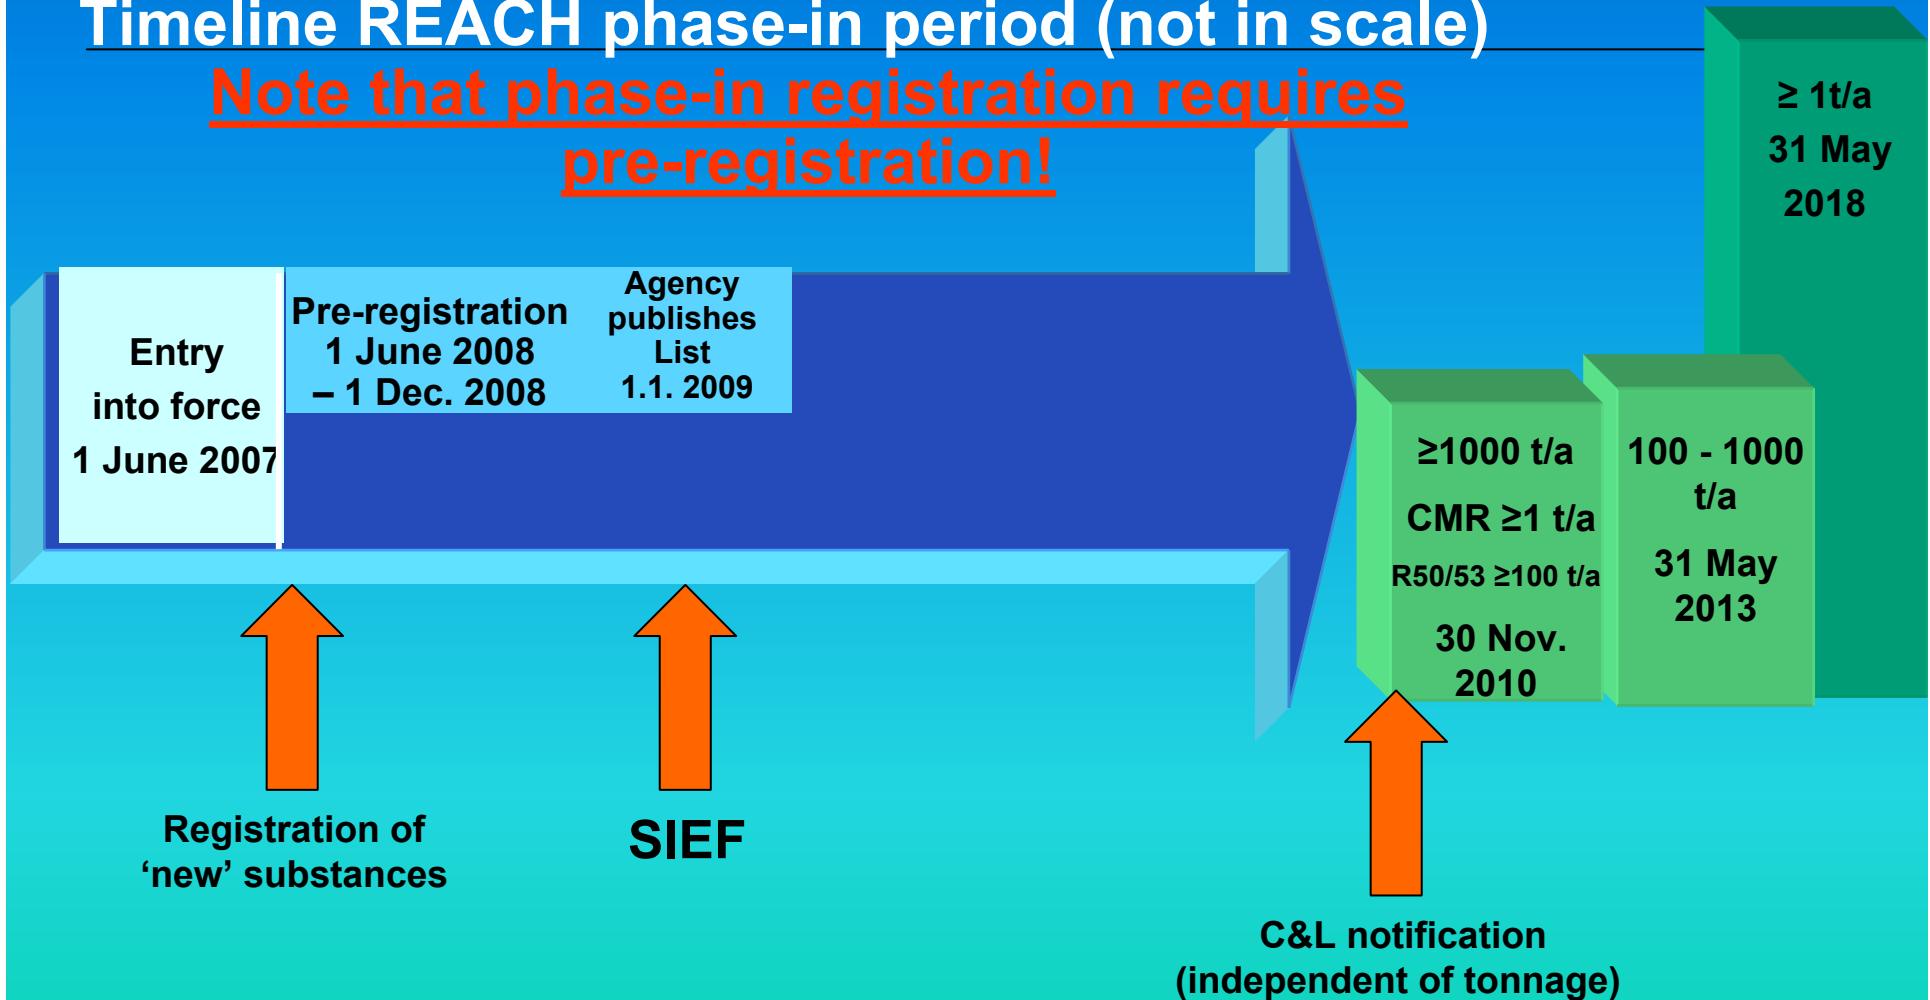 Timeline REACH phase-in period (not in scale)
Note that phase-in registration requires
pre-registration!
≥ 1t/a
31 May
2018
Entry
into force
1 June 2007
Pre-registration
1 June 2008
– 1 Dec. 2008
Agency
publishes
List
1.1. 2009
≥1000 t/a
CMR ≥1 t/a
R50/53 ≥100 t/a
30 Nov.
2010
100 - 1000
t/a
31 May
2013
Registration of
‘new’ substances
SIEF
C&L notification
(independent of tonnage)